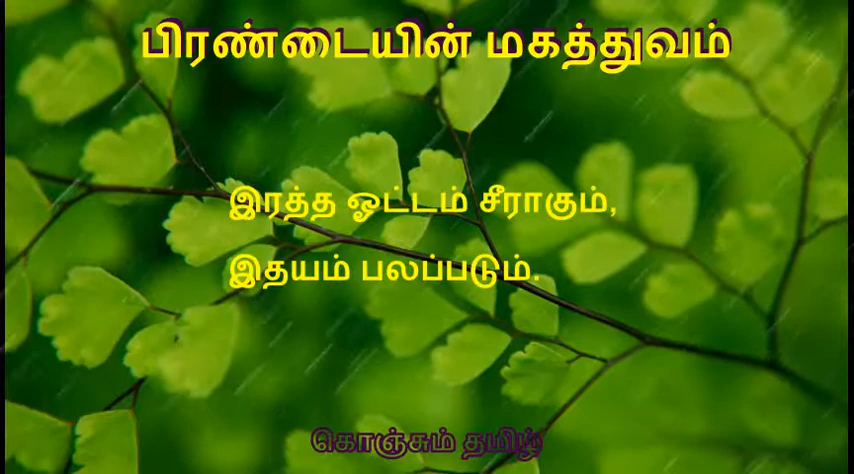 பிரண்டையின் மகத்துவம்
இரத்த ஓட்டம் சீராகும்,
இதயம் பலப்படும்.
கொஞ்சும் தமிழ்